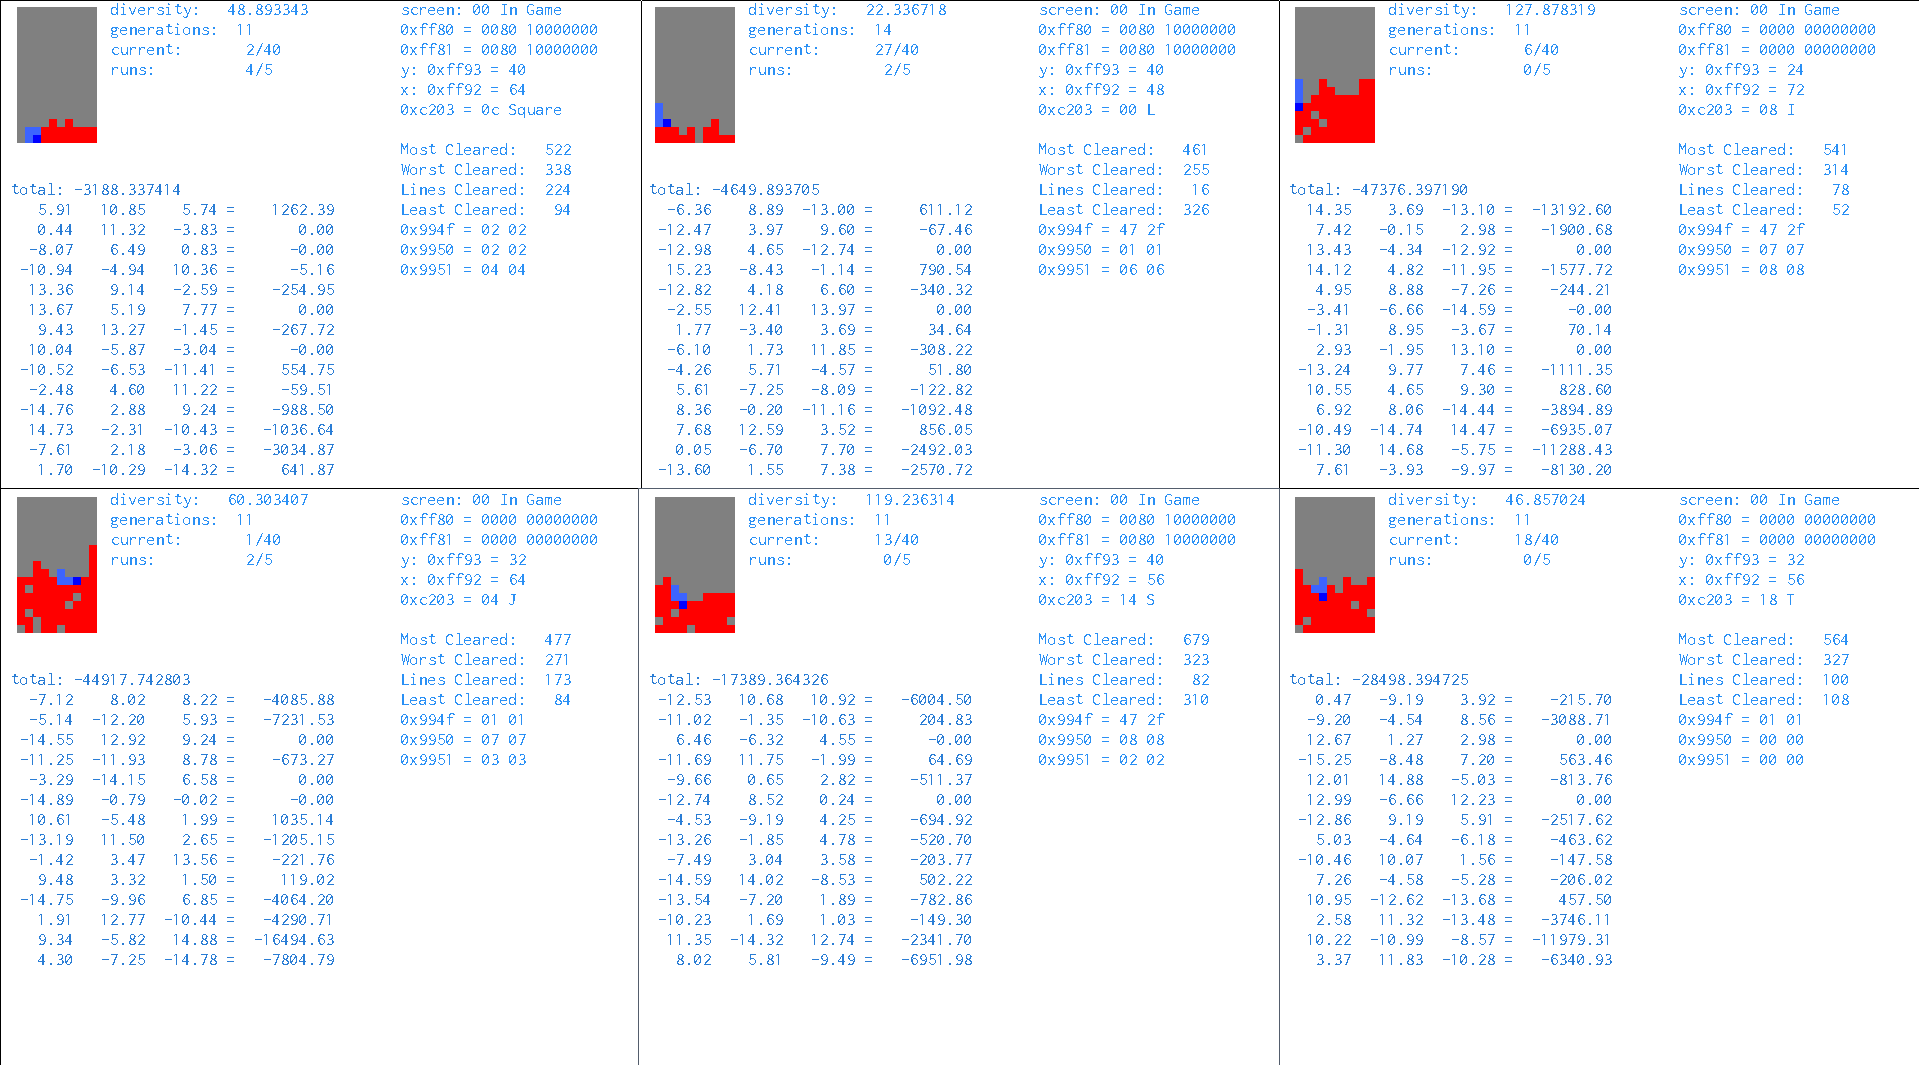 diversity: 48.893343
generations: 11
current: 2/40
runs: 4/5
screen: 00 In Game
0xff80 = 0080 10000000
0xff81 = 0080 10000000
y: 0xff93 = 40
x: 0xff92 = 64
0xc203 = 0c Square
Most Cleared: 522
Worst Cleared: 338
Lines Cleared: 224
Least Cleared: 94
0x994f = 02 02
0x9950 = 02 02
0x9951 = 04 04
total: -3188.337414
5.91 10.85 5.74 = 1262.39
0.44 11.32 -3.83 = 0.00
-8.07 6.49 0.83 = -0.00
-10.94 -4.94 10.36 = -5.16
13.36 9.14 -2.59 = -254.95
13.67 5.19 7.77 = 0.00
9.43 13.27 -1.45 = -267.72
10.04 -5.87 -3.04 = -0.00
-10.52 -6.53 -11.41 = 554.75
-2.48 4.60 11.22 = -59.51
-14.76 2.88 9.24 = -988.50
14.73 -2.31 -10.43 = -1036.64
-7.61 2.18 -3.06 = -3034.87
1.70 -10.29 -14.32 = 641.87
diversity: 22.336718
generations: 14
current: 27/40
runs: 2/5
screen: 00 In Game
0xff80 = 0080 10000000
0xff81 = 0080 10000000
y: 0xff93 = 40
x: 0xff92 = 48
0xc203 = 00 L
Most Cleared: 461
Worst Cleared: 255
Lines Cleared: 16
Least Cleared: 326
0x994f = 47 2f
0x9950 = 01 01
0x9951 = 06 06
total: -4649.893705
-6.36 8.89 -13.00 = 611.12
-12.47 3.97 9.60 = -67.46
-12.98 4.65 -12.74 = 0.00
15.23 -8.43 -1.14 = 790.54
-12.82 4.18 6.60 = -340.32
-2.55 12.41 13.97 = 0.00
1.77 -3.40 3.69 = 34.64
-6.10 1.73 11.85 = -308.22
-4.26 5.71 -4.57 = 51.80
5.61 -7.25 -8.09 = -122.82
8.36 -0.20 -11.16 = -1092.48
7.68 12.59 3.52 = 856.05
0.05 -6.70 7.70 = -2492.03
-13.60 1.55 7.38 = -2570.72
diversity: 127.878319
generations: 11
current: 6/40
runs: 0/5
screen: 00 In Game
0xff80 = 0000 00000000
0xff81 = 0000 00000000
y: 0xff93 = 24
x: 0xff92 = 72
0xc203 = 08 I
Most Cleared: 541
Worst Cleared: 314
Lines Cleared: 78
Least Cleared: 52
0x994f = 47 2f
0x9950 = 07 07
0x9951 = 08 08
total: -47376.397190
14.35 3.69 -13.10 = -13192.60
7.42 -0.15 2.98 = -1900.68
13.43 -4.34 -12.92 = 0.00
14.12 4.82 -11.95 = -1577.72
4.95 8.88 -7.26 = -244.21
-3.41 -6.66 -14.59 = -0.00
-1.31 8.95 -3.67 = 70.14
2.93 -1.95 13.10 = 0.00
-13.24 9.77 7.46 = -1111.35
10.55 4.65 9.30 = 828.60
6.92 8.06 -14.44 = -3894.89
-10.49 -14.74 14.47 = -6935.07
-11.30 14.68 -5.75 = -11288.43
7.61 -3.93 -9.97 = -8130.20
diversity: 60.303407
generations: 11
current: 1/40
runs: 2/5
screen: 00 In Game
0xff80 = 0000 00000000
0xff81 = 0000 00000000
y: 0xff93 = 32
x: 0xff92 = 64
0xc203 = 04 J
Most Cleared: 477
Worst Cleared: 271
Lines Cleared: 173
Least Cleared: 84
0x994f = 01 01
0x9950 = 07 07
0x9951 = 03 03
total: -44917.742803
-7.12 8.02 8.22 = -4085.88
-5.14 -12.20 5.93 = -7231.53
-14.55 12.92 9.24 = 0.00
-11.25 -11.93 8.78 = -673.27
-3.29 -14.15 6.58 = 0.00
-14.89 -0.79 -0.02 = -0.00
10.61 -5.48 1.99 = 1035.14
-13.19 11.50 2.65 = -1205.15
-1.42 3.47 13.56 = -221.76
9.48 3.32 1.50 = 119.02
-14.75 -9.96 6.85 = -4064.20
1.91 12.77 -10.44 = -4290.71
9.34 -5.82 14.88 = -16494.63
4.30 -7.25 -14.78 = -7804.79
diversity: 119.236314
generations: 11
current: 13/40
runs: 0/5
screen: 00 In Game
0xff80 = 0080 10000000
0xff81 = 0080 10000000
y: 0xff93 = 40
x: 0xff92 = 56
0xc203 = 14 S
Most Cleared: 679
Worst Cleared: 323
Lines Cleared: 82
Least Cleared: 310
0x994f = 47 2f
0x9950 = 08 08
0x9951 = 02 02
total: -17389.364326
-12.53 10.68 10.92 = -6004.50
-11.02 -1.35 -10.63 = 204.83
6.46 -6.32 4.55 = -0.00
-11.69 11.75 -1.99 = 64.69
-9.66 0.65 2.82 = -511.37
-12.74 8.52 0.24 = 0.00
-4.53 -9.19 4.25 = -694.92
-13.26 -1.85 4.78 = -520.70
-7.49 3.04 3.58 = -203.77
-14.59 14.02 -8.53 = 502.22
-13.54 -7.20 1.89 = -782.86
-10.23 1.69 1.03 = -149.30
11.35 -14.32 12.74 = -2341.70
8.02 5.81 -9.49 = -6951.98
diversity: 46.857024
generations: 11
current: 18/40
runs: 0/5
screen: 00 In Game
0xff80 = 0000 00000000
0xff81 = 0000 00000000
y: 0xff93 = 32
x: 0xff92 = 56
0xc203 = 18 T
Most Cleared: 564
Worst Cleared: 327
Lines Cleared: 100
Least Cleared: 108
0x994f = 01 01
0x9950 = 00 00
0x9951 = 00 00
total: -28498.394725
0.47 -9.19 3.92 = -215.70
-9.20 -4.54 8.56 = -3088.71
12.67 1.27 2.98 = 0.00
-15.25 -8.48 7.20 = 563.46
12.01 14.88 -5.03 = -813.76
12.99 -6.66 12.23 = 0.00
-12.86 9.19 5.91 = -2517.62
5.03 -4.64 -6.18 = -463.62
-10.46 10.07 1.56 = -147.58
7.26 -4.58 -5.28 = -206.02
10.95 -12.62 -13.68 = 457.50
2.58 11.32 -13.48 = -3746.11
10.22 -10.99 -8.57 = -11979.31
3.37 11.83 -10.28 = -6340.93